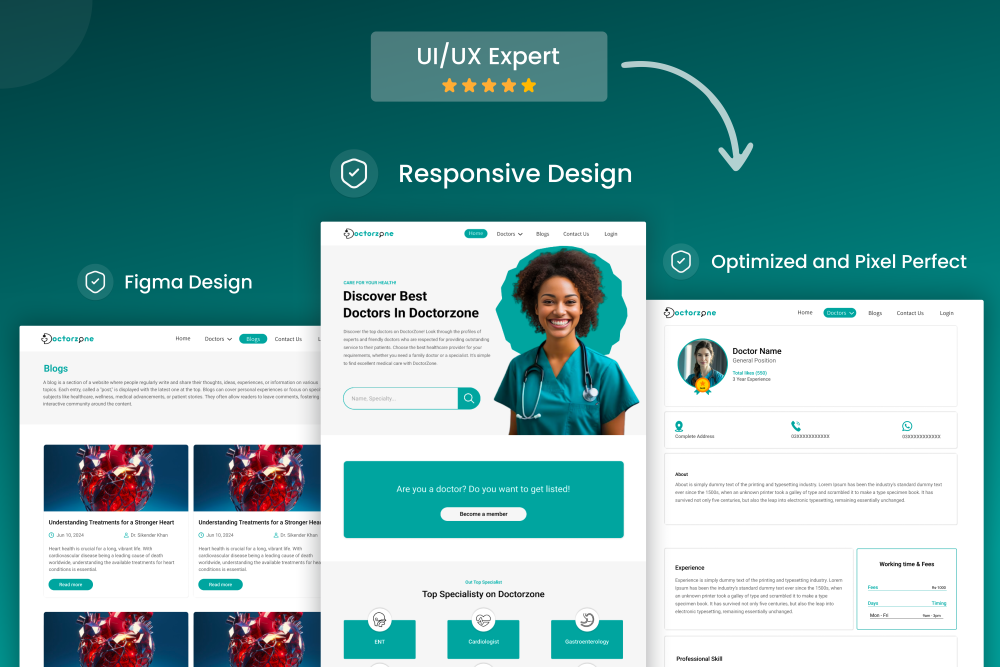 UI/UX Expert
Responsive Design
Figma Design
Optimized and Pixel Perfect
Doctorzone
Home
Doctors
Blogs
Contact Us
Blogs
A blog is a section of a website where people regularly write and share their thoughts, ideas, experiences, or information on various
topics. Each entry, called a "post," is displayed with the latest one at the top. Blogs can cover personal experiences or focus on
subjects like healthcare, wellness, medical advancements, or patient stories. They often allow readers to leave comments, fostering
interactive community around the content.
Understanding Treatments for a Stronger Heart
Jun 10, 2024
Dr. Sikender Khan
Heart health is crucial for a long, vibrant life. With
cardiovascular disease being a leading cause of death
worldwide, understanding the available treatments for heart
conditions is essential.
Read more
Understanding Treatments for a Stronger
Jun 10, 2024
Dr. Sikender Khan
Heart health is crucial for a long, vibrant life. With
cardiovascular disease being a leading cause of death
worldwide, understanding the available treatments for
conditions is essential.
Read more
Doctorzone
Home
Doctors
Blogs
Contact Us
Login
CARE FOR YOUR HEALTH!
Discover Best
Doctors In Doctorzone
Discover the top doctors on DoctorZone! Look through the profiles of
experts and friendly doctors who are respected for providing outstanding
service to their patients. Choose the best healthcare provider for your
requirements, whether you need a family doctor or a specialist. It's simple
to find excellent medical care with DoctorZone.
Name, Specialty...
Are you a doctor? Do you want to get listed!
Become a member
Out Top Specialist
Top Specialisty on Doctorzone
ENT
Cardiologist
Gastroenterology
Doctorzone
Home
Doctors
Blogs
Contact Us
Login
Doctor Name
General Position
Total likes (553)
3 Year Experience
Complete Address
03XXXXXXXXXXX
03XXXXXXXXXXX
About
About is simply dummy text of the printing and typesetting industry. Lorem Ipsum has been the industry's standard dummy text
ever since the 1500s, when an unknown printer took a galley of type and scrambled it to make a type specimen book. It has
survived not only five centuries, but also the leap into electronic typesetting, remaining essentially unchanged.
Experience
Experience is simply dummy text of the printing and typesetting industry. Lorem
Ipsum has been the industry's standard dummy text ever since the 1500s, when an
unknown printer took a galley of type and scrambled it to make a type
specimen book. It has survived not only five centuries, but also the leap into
electronic typesetting, remaining essentially unchanged.
Working time & Fees
Fees
Rs-1000
Days
Timing
Mon - Fri
9am - 3pm
Professional Skill